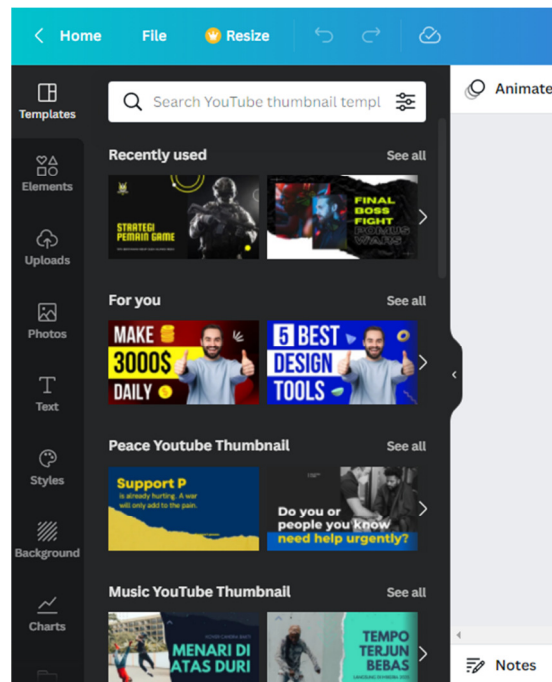 Home File Resize
Animate
Templates
Search YouTube thumbnail templ
Recently used See all
STRATEGI
PEMAIN GAME
FINAL
BOSS
FIGHT
ROMUS
WARS
Elements
Uploads
For you See all
MAKE
3000$
DAILY
5 BEST
DESIGN
TOOLS
Photos
Text
Peace Youtube Thumbnail See all
Support P
is already hurting. A war
will only add to the pain.
Do you or
people you know
need help urgently?
Styles
Background
Music YouTube Thumbnail See all
MENARI DI
ATAS DURI
TEMPO
TERJUN
BEBAS
Charts
Notes